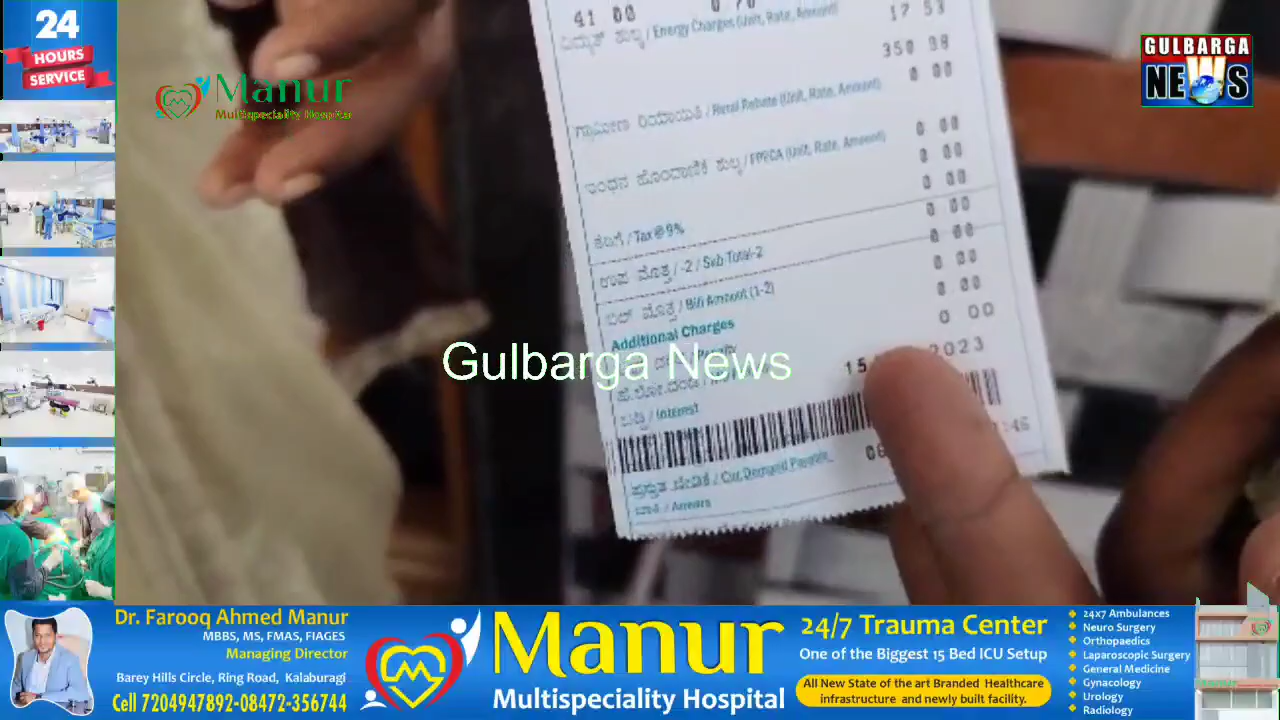 24
HOURS
SERVICE
Manur
Multispeciality Hospital
GULBARGA
NEWS
41 00
17 53
/ Energy Charges (Unit, Rate, Amount)
350 98
0 00
ಗ್ರಾಮೀಣ ರಿಯಾಯಿತಿ / Rural Rebate (Unit, Rate, Amount)
0 00
ಇಂಧನ ಹೊಂದಾಣಿಕೆ ಶುಲ್ಕ / FPPCA (Unit, Rate, Amount)
0 00
0 00
ತೆರಿಗೆ / Tax@9%
0 00
ಉಪ ಮೊತ್ತ / -2 / Sub Total-2
0 00
ಬಿಲ್ ಮೊತ್ತ / Bill Amount (1-2)
0 00
Additional Charges
0 00
0 00
15 2023
ಬಡ್ಡಿ / Interest
ಪ್ರಸ್ತುತ ಬೇಡಿಕೆ / Cur. Demand Payable
ಬಾಕಿ / Arrears
Gulbarga News
Dr. Farooq Ahmed Manur
MBBS, MS, FMAS, FIAGES
Managing Director
Barey Hills Circle, Ring Road, Kalaburagi
Cell 7204947892-08472-356744
Manur
Multispeciality Hospital
24/7 Trauma Center
One of the Biggest 15 Bed ICU Setup
All New State of the art Branded Healthcare
infrastructure and newly built facility.
24X7 Ambulances
Neuro Surgery
Orthopaedics
Laparoscopic Surgery
General Medicine
Gynacology
Urology
Radiology